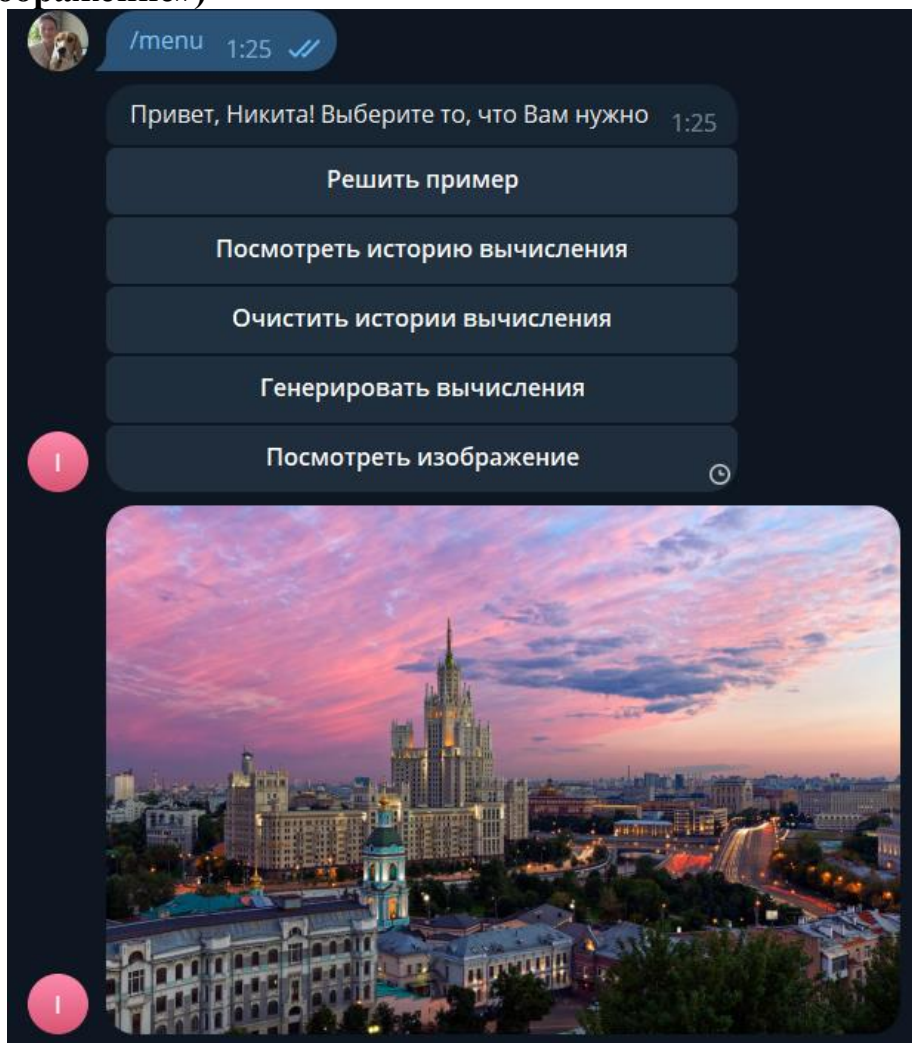 /menu 1:25
Привет, Никита! Выберите то, что Вам нужно 1:25
Решить пример
Посмотреть историю вычисления
Очистить истории вычисления
Генерировать вычисления
Посмотреть изображение
I
I